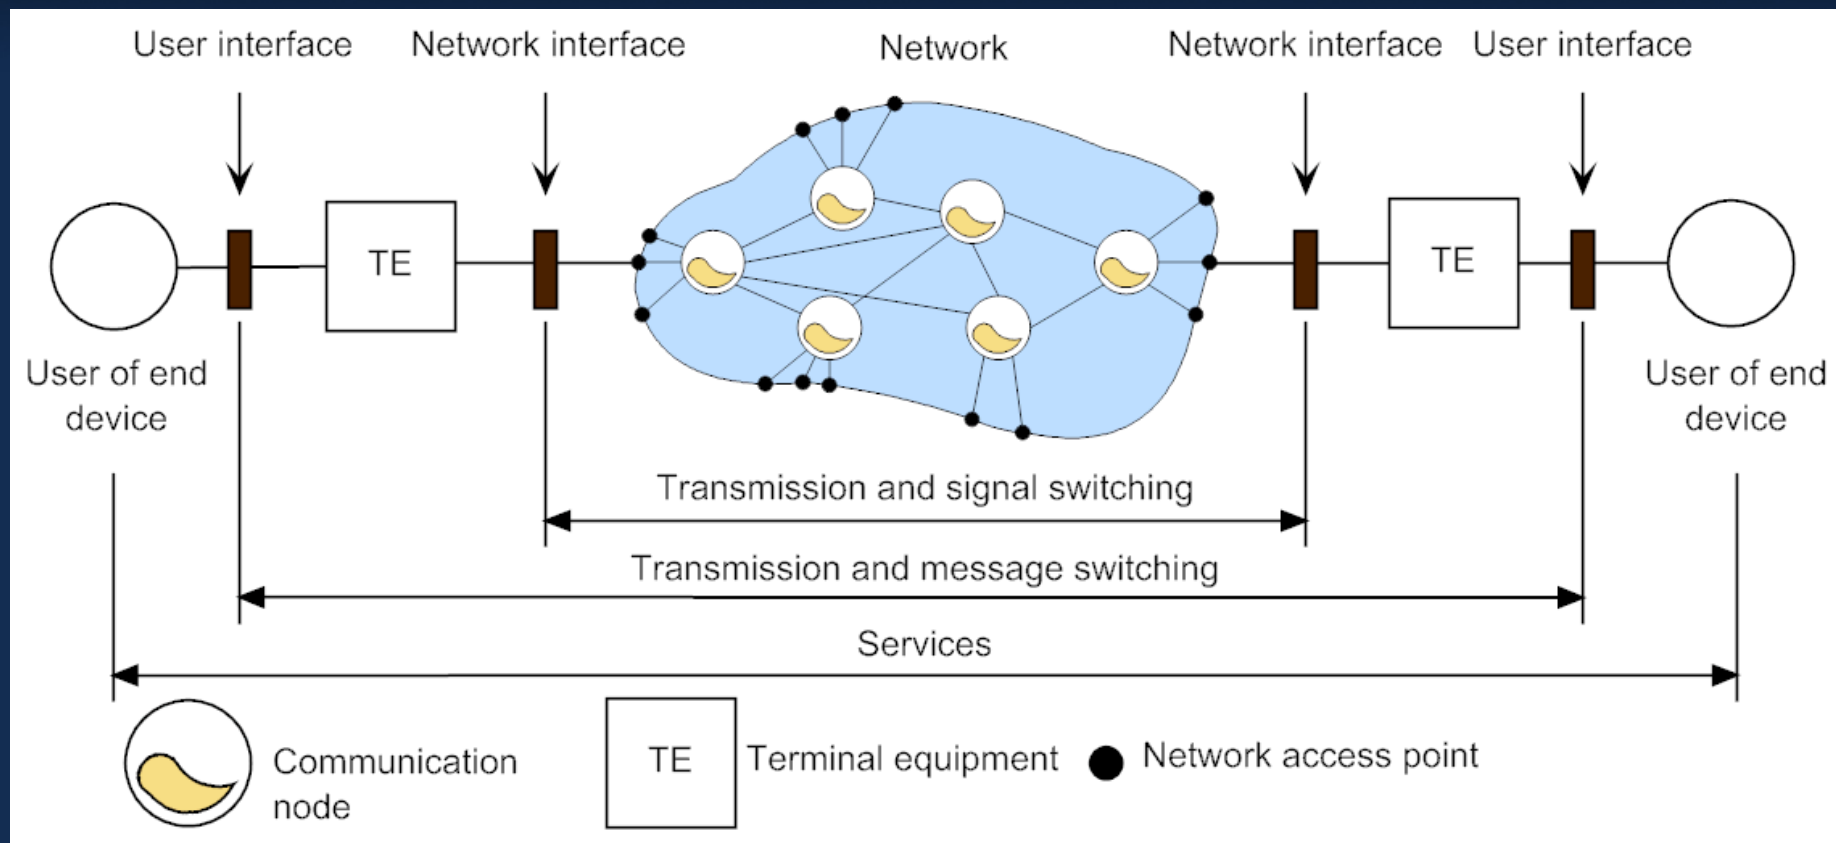 User interface
Network interface
Network
Network interface
User interface
TE
TE
User of end
device
User of end
device
Transmission and signal switching
Transmission and message switching
Services
Communication
node
TE
Terminal equipment
Network access point